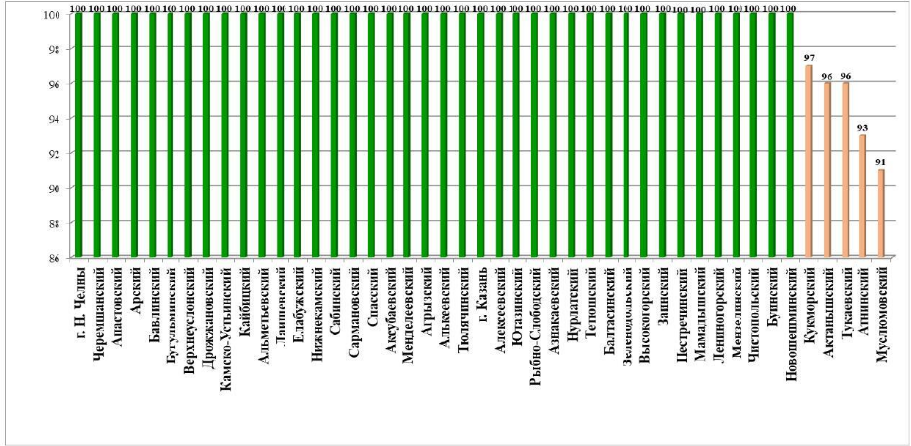 100 100 100 100 100 100 100 100 100 100 100 100 100 100 100 100 100 100 100 100 100 100 100 100 100 100 100 100 100 100 100 100 100 100 100 100 100 100 100 100
100
98
96
94
92
90
88
86
97
96
96
93
91
г. Н. Челны
Черемшанский
Апастовский
Арский
Бавлинский
Бугульминский
Верхнеуслонский
Дрожжановский
Камско-Устьинский
Кайбицкий
Альметьевский
Лаишевский
Елабужский
Нижнекамский
Сабинский
Сармановский
Спасский
Аксубаевский
Менделеевский
Агрызский
Алькеевский
Тюлячинский
г. Казань
Алексеевский
Ютазинский
Рыбно-Слободский
Азнакаевский
Нурлатский
Тетюшский
Балтасинский
Зеленодольский
Высокогорский
Заинский
Пестречинский
Мамадышский
Лениногорский
Мензелинский
Чистопольский
Буинский
Новошешминский
Кукморский
Актанышский
Тукаевский
Атнинский
Муслюмовский